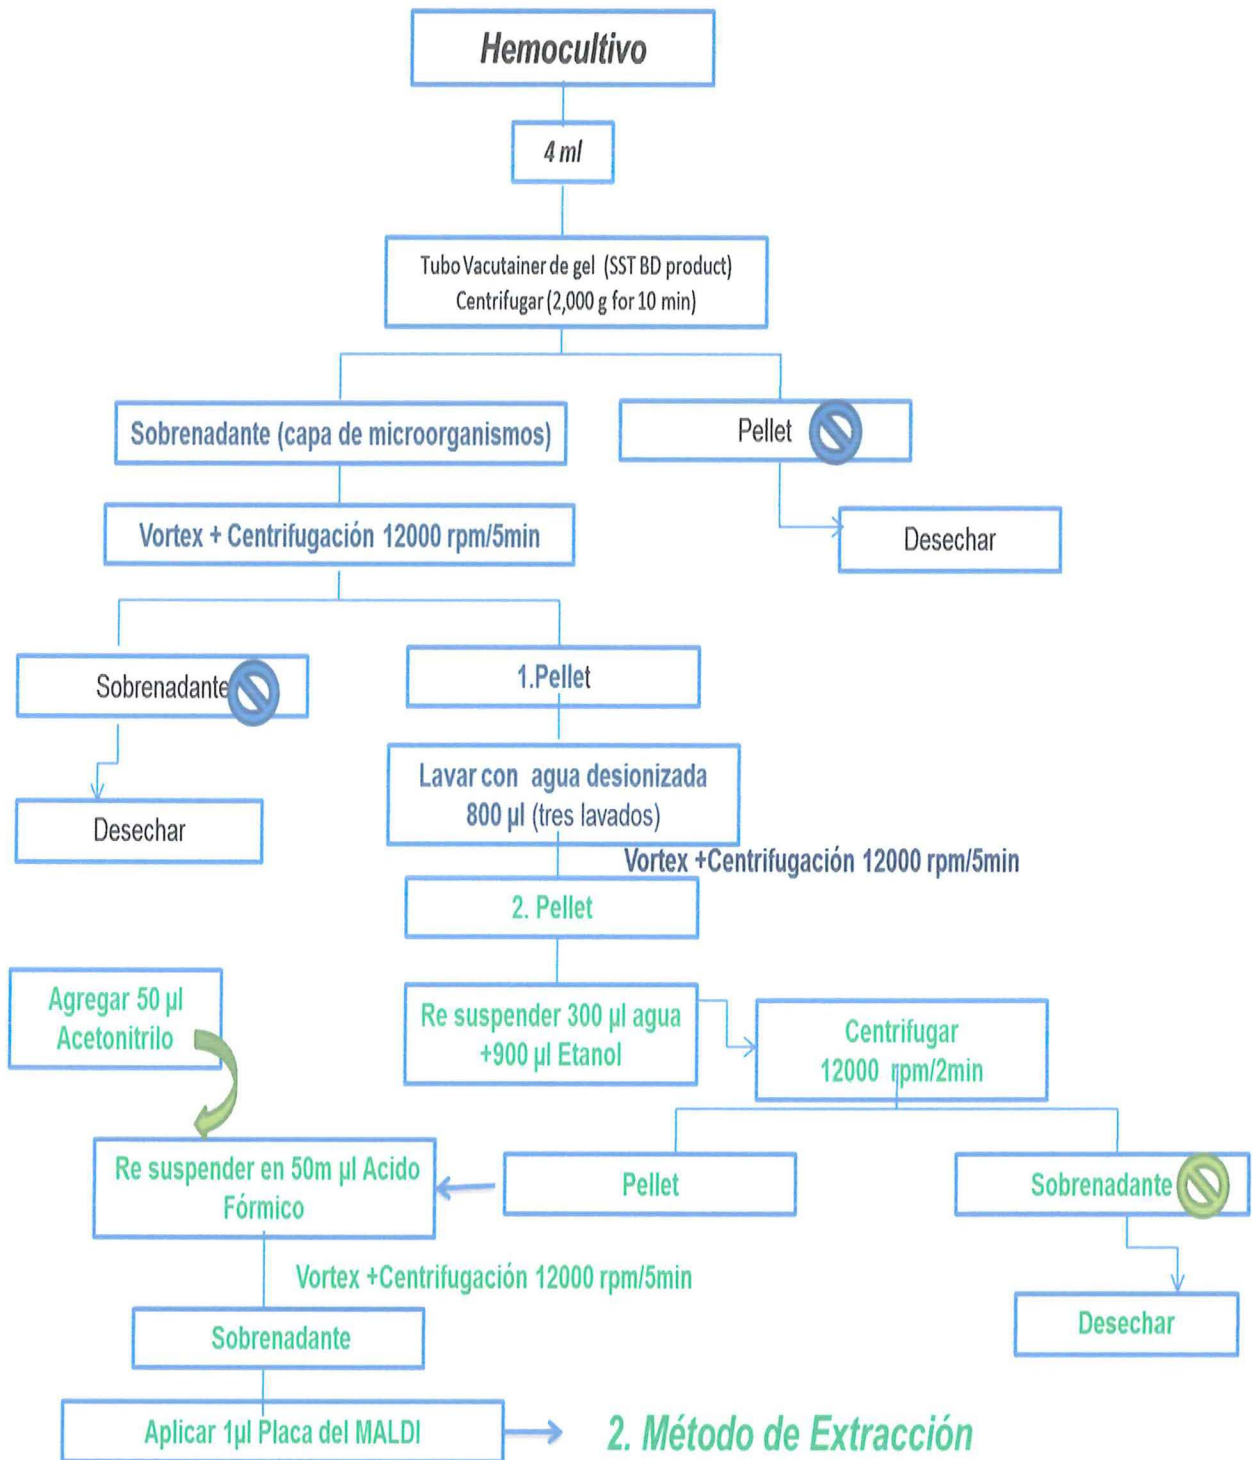 Hemocultivo
4 ml
Tubo Vacutainer de gel (SST BD product)
Centrifugar (2,000 g for 10 min)
Sobrenadante (capa de microorganismos)
Pellet
Vortex + Centrifugación 12000 rpm/5min
Desechar
Sobrenadante
1.Pellet
Lavar con agua desionizada
800 µl (tres lavados)
Desechar
Vortex +Centrifugación 12000 rpm/5min
2. Pellet
Agregar 50 µl
Acetonitrilo
Re suspender 300 µl agua
+900 µl Etanol
Centrifugar
12000 rpm/2min
Re suspender en 50m µl Acido
Fórmico
Pellet
Sobrenadante
Vortex +Centrifugación 12000 rpm/5min
Sobrenadante
Desechar
Aplicar 1µl Placa del MALDI
2. Método de Extracción